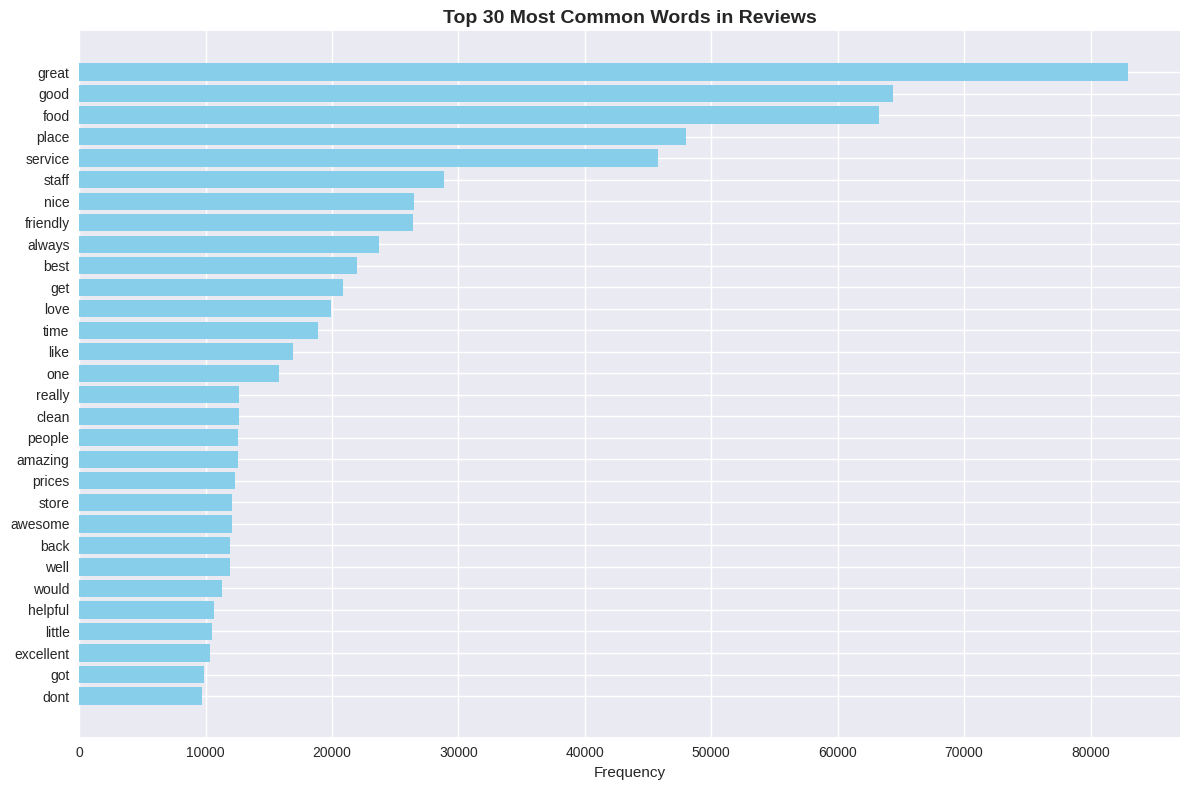 Top 30 Most Common Words in Reviews
great
good
food
place
service
staff
nice
friendly
always
best
get
love
time
like
one
really
clean
people
amazing
prices
store
awesome
back
well
would
helpful
little
excellent
got
dont
0 10000 20000 30000 40000 50000 60000 70000 80000
Frequency